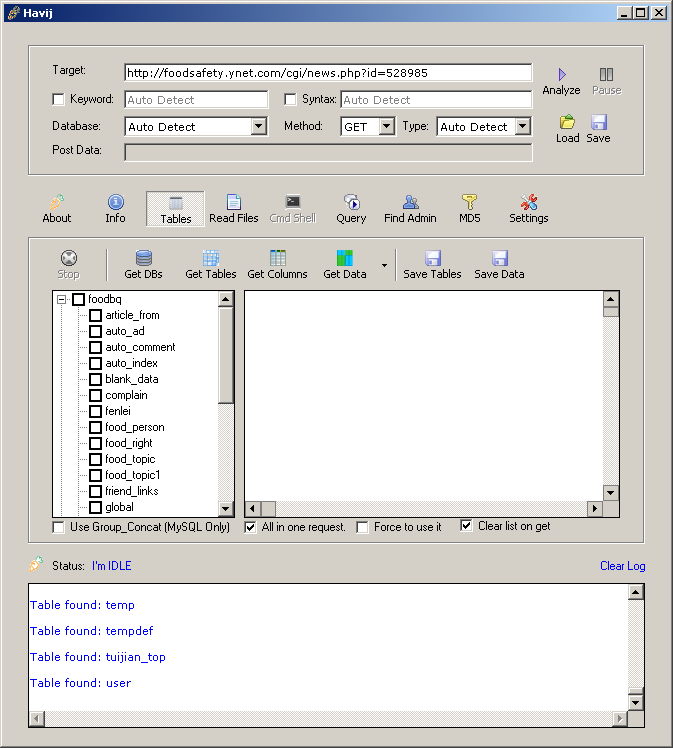 Havij
Target: http://foodsafety.ynet.com/cgi/news.php?id=528985
Analyze Pause
Keyword: Auto Detect Syntax: Auto Detect
Database: Auto Detect Method: GET Type: Auto Detect
Load Save
Post Data:
About Info Tables Read Files Cmd Shell Query Find Admin MD5 Settings
Stop Get DBs Get Tables Get Columns Get Data Save Tables Save Data
foodbq
article_from
auto_ad
auto_comment
auto_index
blank_data
complain
fenlei
food_person
food_right
food_topic
food_topic1
friend_links
global
Use Group_Concat (MySQL Only) All in one request. Force to use it Clear list on get
Status: I'm IDLE Clear Log
Table found: temp
Table found: tempdef
Table found: tuijian_top
Table found: user